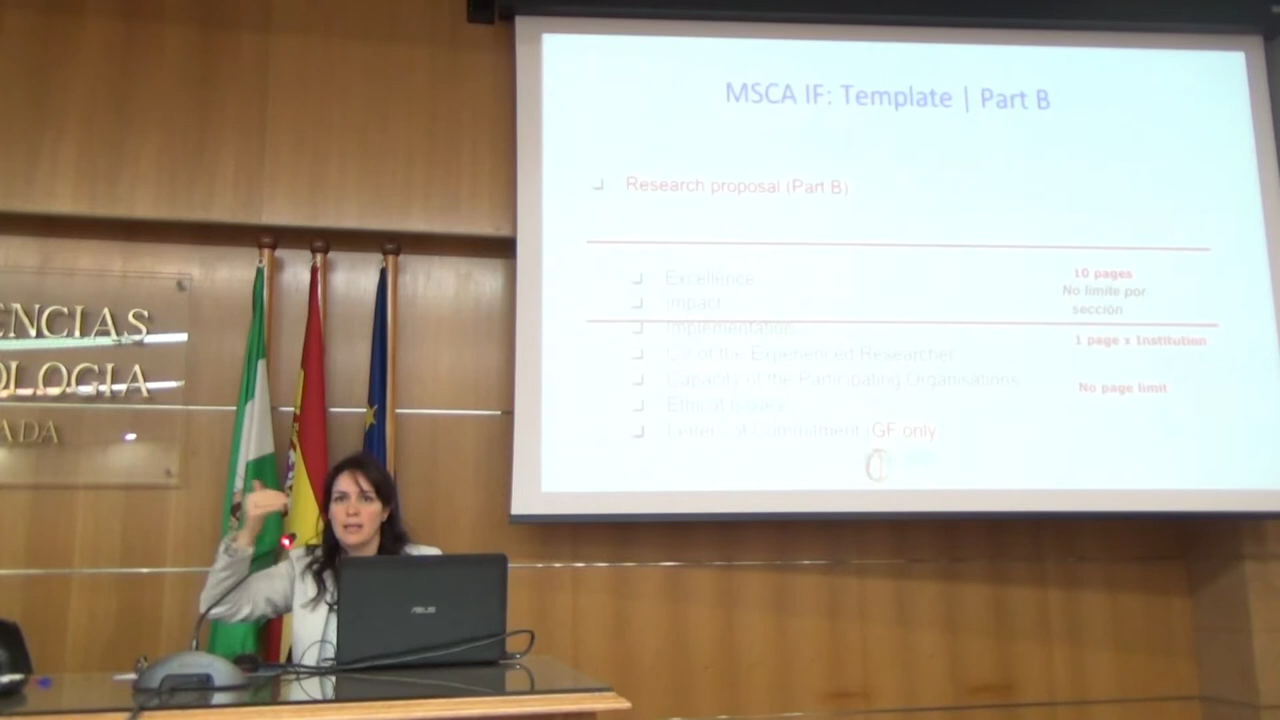 MSCA IF: Template | Part B
Research proposal (Part B)
Excellence
Impact
Implementation
CV of the Experienced Researcher
Capacity of the Participating Organisations
Ethical Issues
Letters of Commitment (GF only
10 pages
No limite por
sección
1 page x Institution
No page limit
ENCIAS
OLOGIA
ADA
ASUS